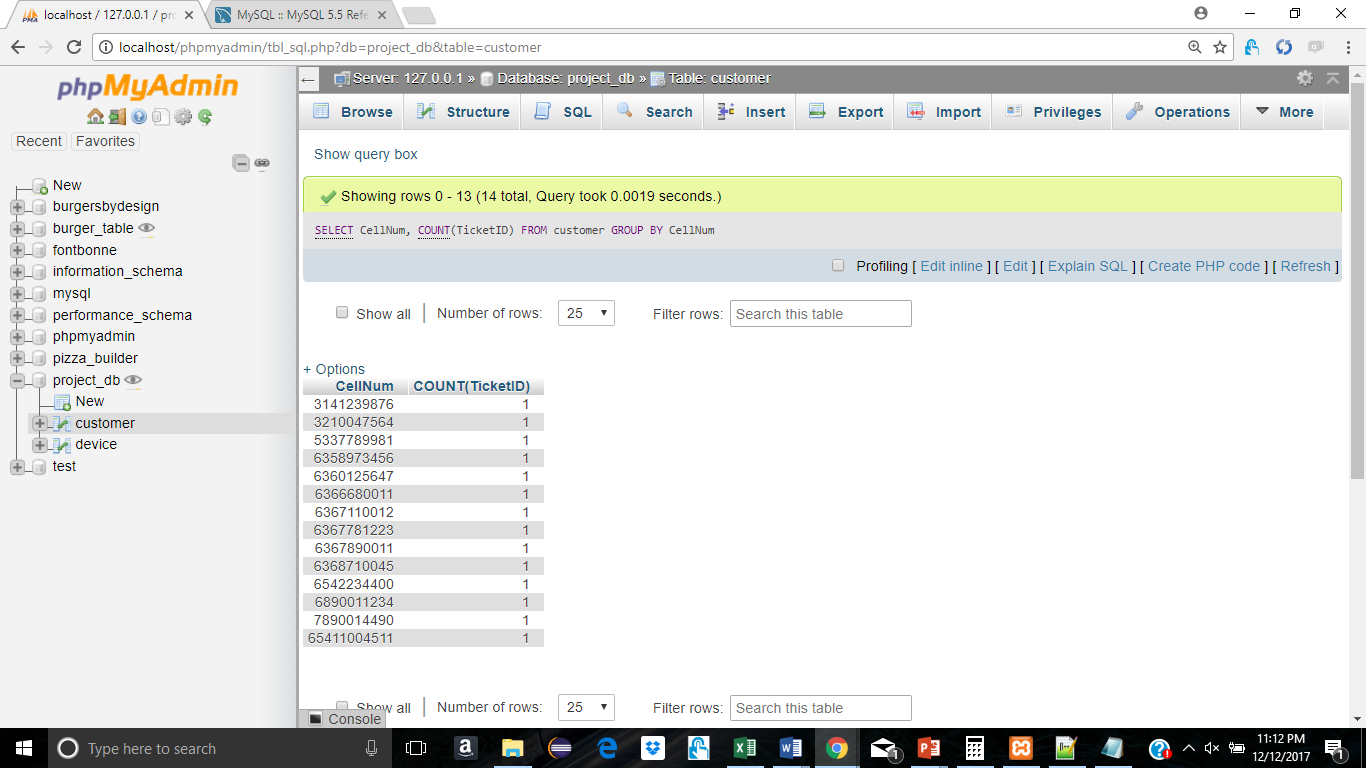 localhost / 127.0.0.1 / pro
MySQL :: MySQL 5.5 Refe
localhost/phpmyadmin/tbl_sql.php?db=project_db&table=customer
phpMyAdmin
Recent Favorites
New
burgersbydesign
burger_table
fontbonne
information_schema
mysql
performance_schema
phpmyadmin
pizza_builder
project_db
New
customer
device
test
Server: 127.0.0.1 » Database: project_db » Table: customer
Browse Structure SQL Search Insert Export Import Privileges Operations More
Show query box
Showing rows 0 - 13 (14 total, Query took 0.0019 seconds.)
SELECT CellNum, COUNT(TicketID) FROM customer GROUP BY CellNum
Profiling [ Edit inline ] [ Edit ] [ Explain SQL ] [ Create PHP code ] [ Refresh ]
Show all Number of rows: 25 Filter rows: Search this table
+ Options
CellNum COUNT(TicketID)
3141239876 1
3210047564 1
5337789981 1
6358973456 1
6360125647 1
6366680011 1
6367110012 1
6367781223 1
6367890011 1
6368710045 1
6542234400 1
6890011234 1
7890014490 1
65411004511 1
Show all Number of rows: 25 Filter rows: Search this table
Console
Type here to search
11:12 PM
12/12/2017